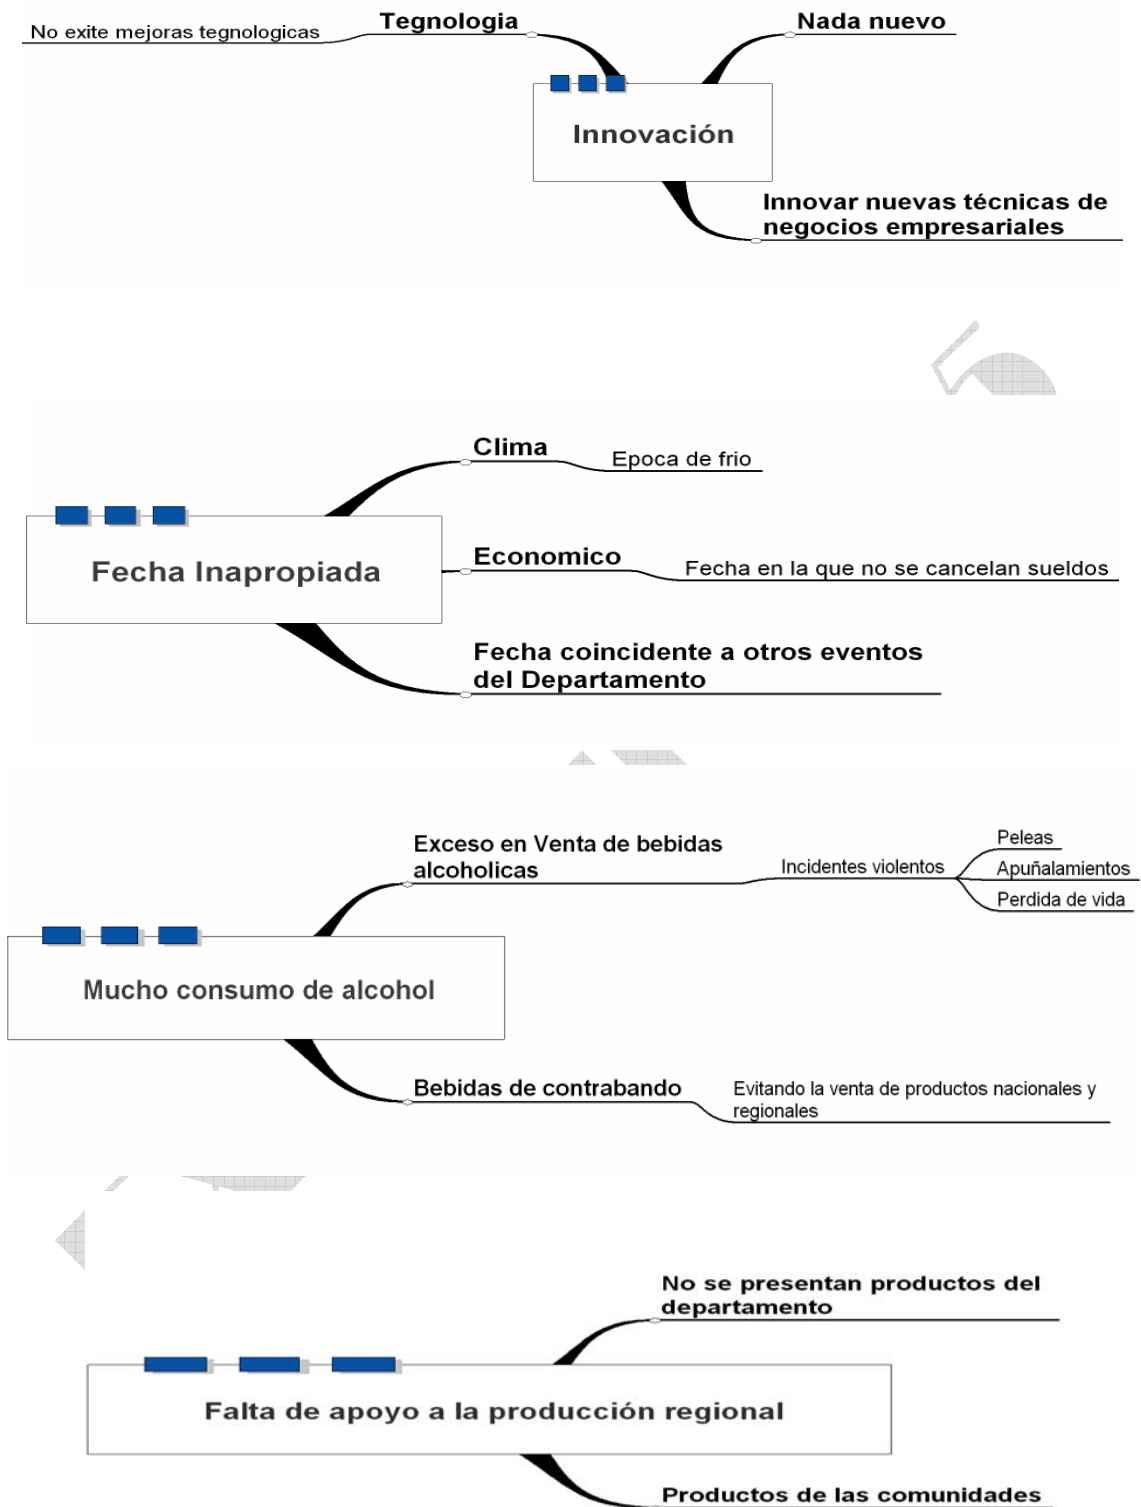 Tegnologia
No exite mejoras tegnologicas
Nada nuevo
Innovación
Innovar nuevas técnicas de
negocios empresariales
Clima
Epoca de frio
Fecha Inapropiada
Economico
Fecha en la que no se cancelan sueldos
Fecha coincidente a otros eventos
del Departamento
Exceso en Venta de bebidas
alcoholicas
Incidentes violentos
Peleas
Apuñalamientos
Perdida de vida
Mucho consumo de alcohol
Bebidas de contrabando
Evitando la venta de productos nacionales y
regionales
No se presentan productos del
departamento
Falta de apoyo a la producción regional
Productos de las comunidades